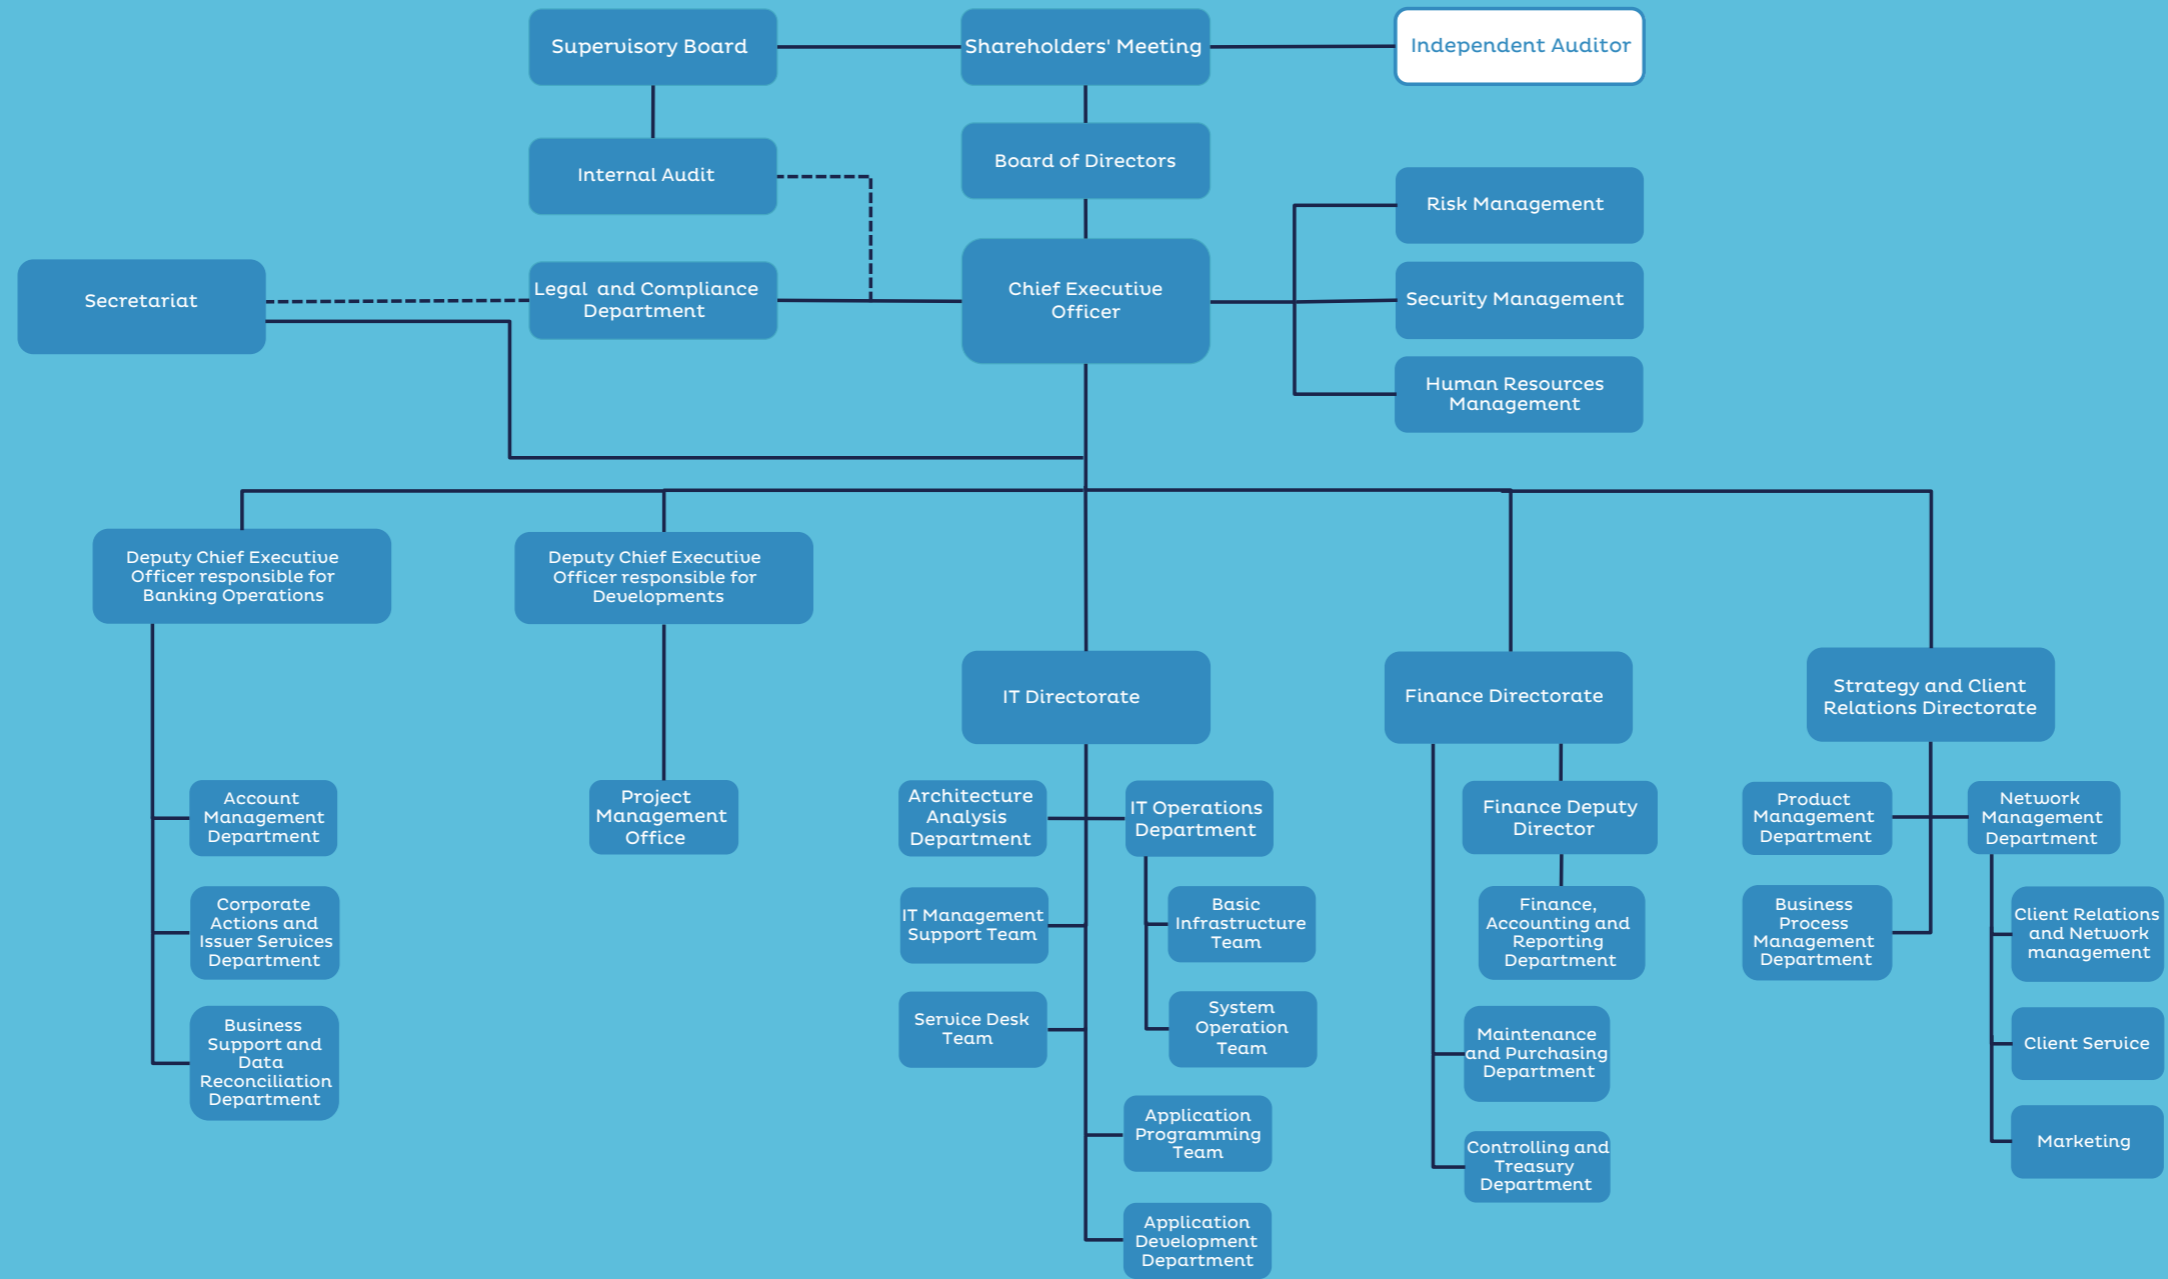 Supervisory Board
Shareholders' Meeting
Independent Auditor
Internal Audit
Board of Directors
Risk Management
Secretariat
Legal and Compliance
Department
Chief Executive
Officer
Security Management
Human Resources
Management
Deputy Chief Executive
Officer responsible for
Banking Operations
Deputy Chief Executive
Officer responsible for
Developments
IT Directorate
Finance Directorate
Strategy and Client
Relations Directorate
Account
Management
Department
Corporate
Actions and
Issuer Services
Department
Business
Support and
Data
Reconciliation
Department
Project
Management
Office
Architecture
Analysis
Department
IT Management
Support Team
Service Desk
Team
IT Operations
Department
Basic
Infrastructure
Team
System
Operation
Team
Application
Programming
Team
Application
Development
Department
Finance Deputy
Director
Finance,
Accounting and
Reporting
Department
Maintenance
and Purchasing
Department
Controlling and
Treasury
Department
Product
Management
Department
Business
Process
Management
Department
Network
Management
Department
Client Relations
and Network
management
Client Service
Marketing